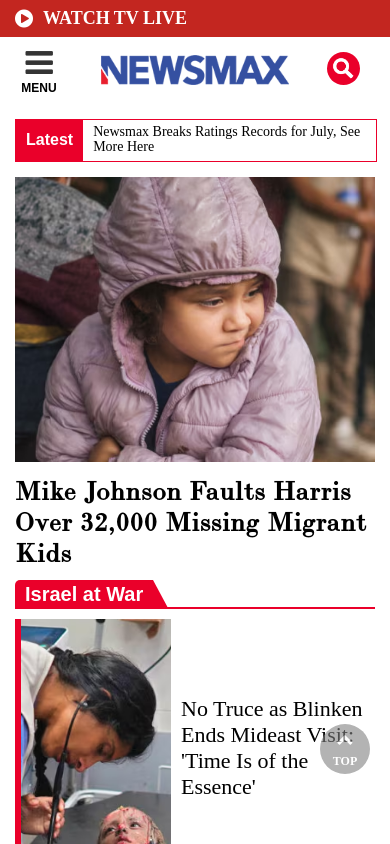 WATCH TV LIVE
MENU
NEWSMAX
Latest
Newsmax Breaks Ratings Records for July, See
More Here
Mike Johnson Faults Harris
Over 32,000 Missing Migrant
Kids
Israel at War
No Truce as Blinken
Ends Mideast Visit:
'Time Is of the
Essence'
TOP